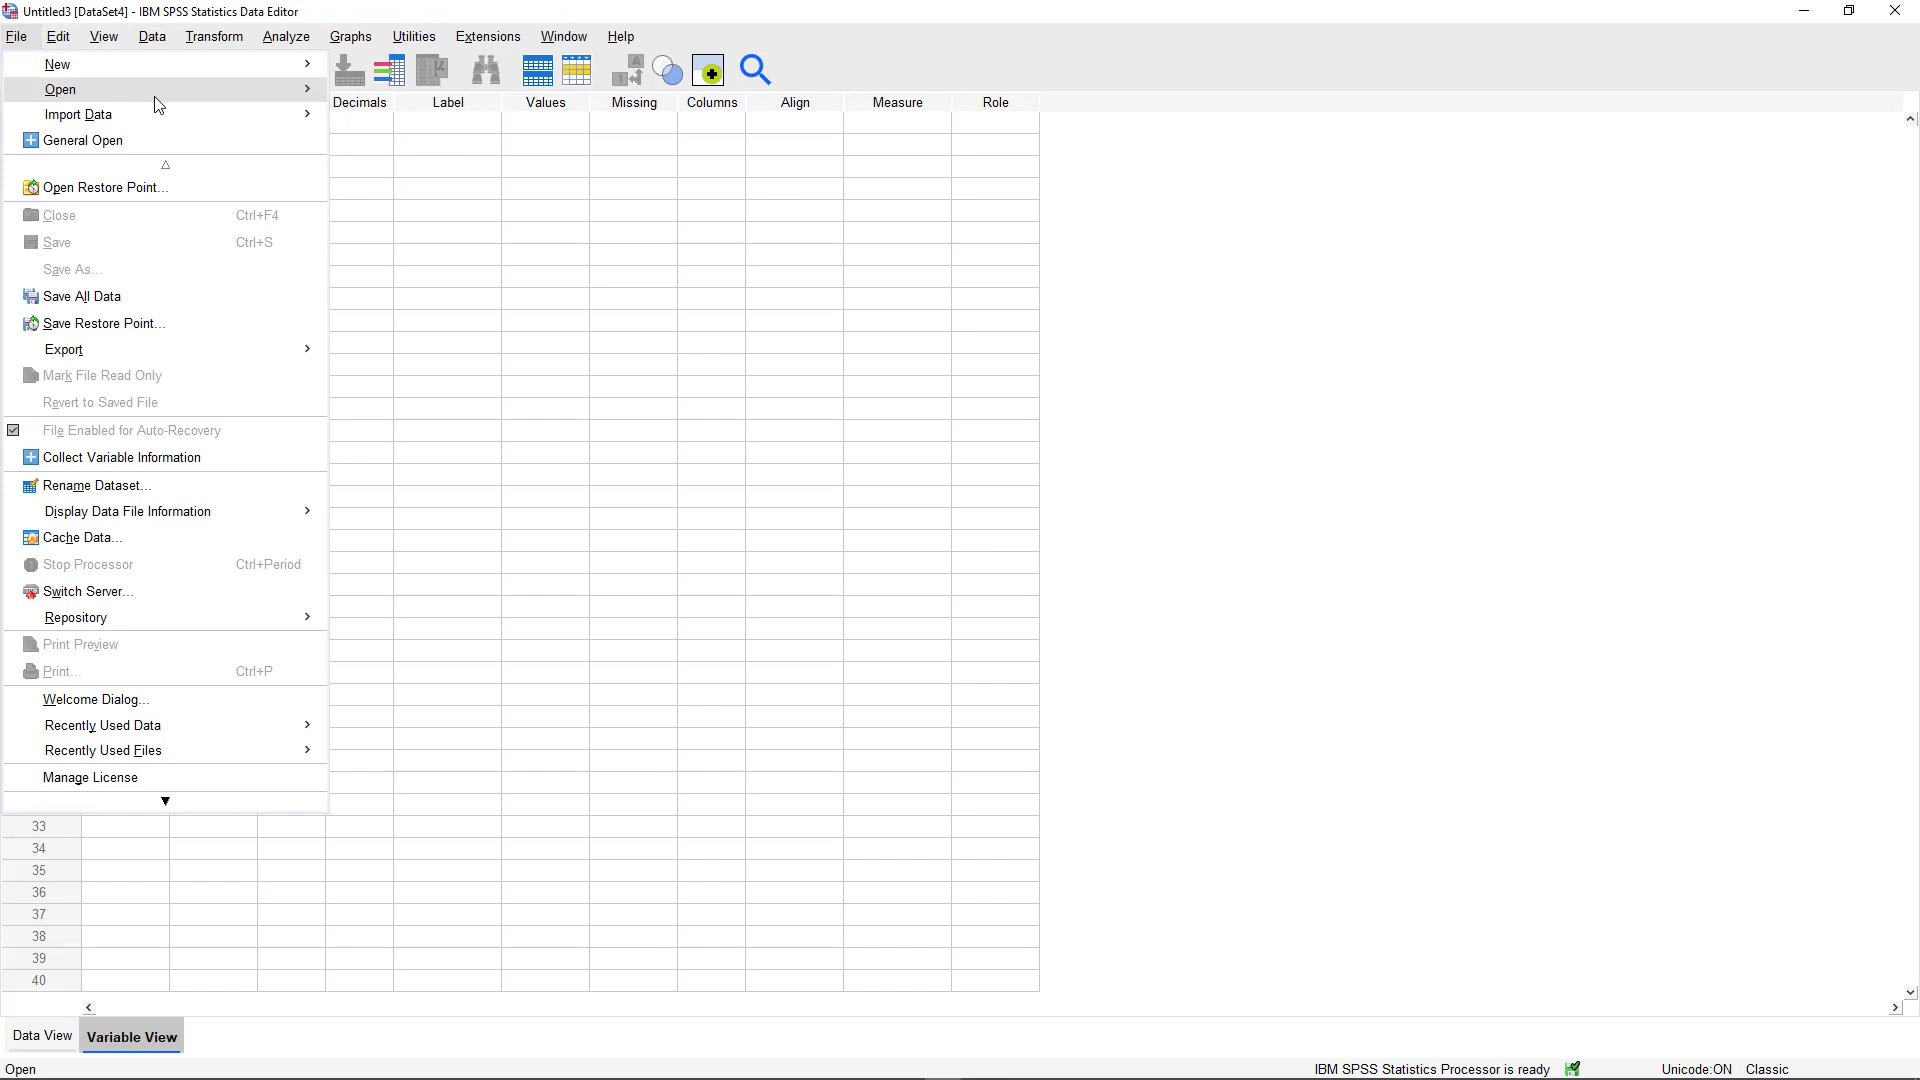 Untitled3 [DataSet4] - IBM SPSS Statistics Data Editor
File Edit View Data Transform Analyze Graphs Utilities Extensions Window Help
New
Open
Import Data
General Open
Open Restore Point...
Close Ctrl+F4
Save Ctrl+S
Save As...
Save All Data
Save Restore Point...
Export
Mark File Read Only
Revert to Saved File
File Enabled for Auto-Recovery
Collect Variable Information
Rename Dataset...
Display Data File Information
Cache Data...
Stop Processor Ctrl+Period
Switch Server...
Repository
Print Preview
Print... Ctrl+P
Welcome Dialog...
Recently Used Data
Recently Used Files
Manage License
Decimals Label Values Missing Columns Align Measure Role
33
34
35
36
37
38
39
40
Data View Variable View
Open IBM SPSS Statistics Processor is ready Unicode:ON Classic